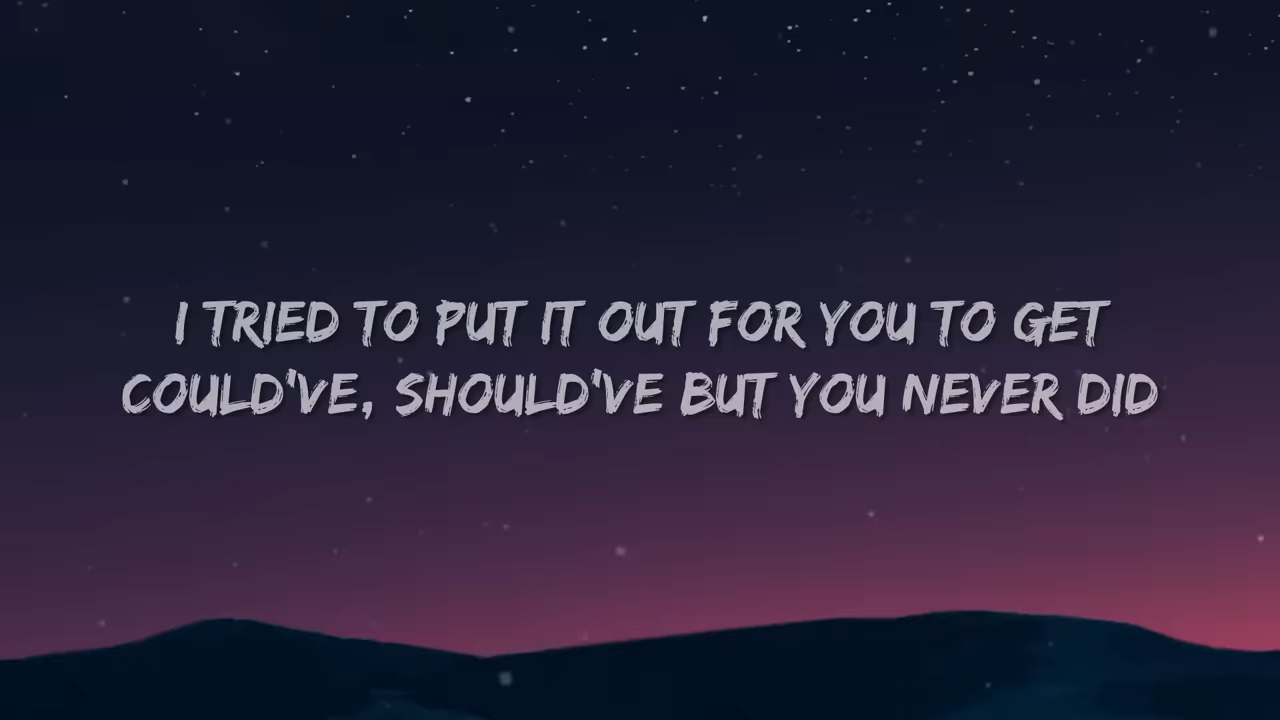 I TRIED TO PUT IT OUT FOR YOU TO GET
COULD'VE, SHOULD'VE BUT YOU NEVER DID